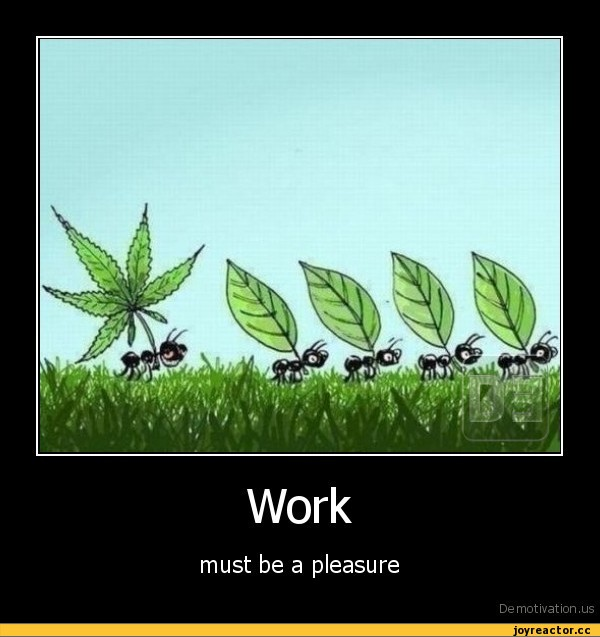 Work
must be a pleasure
Demotivation.us
joyreactor.cc